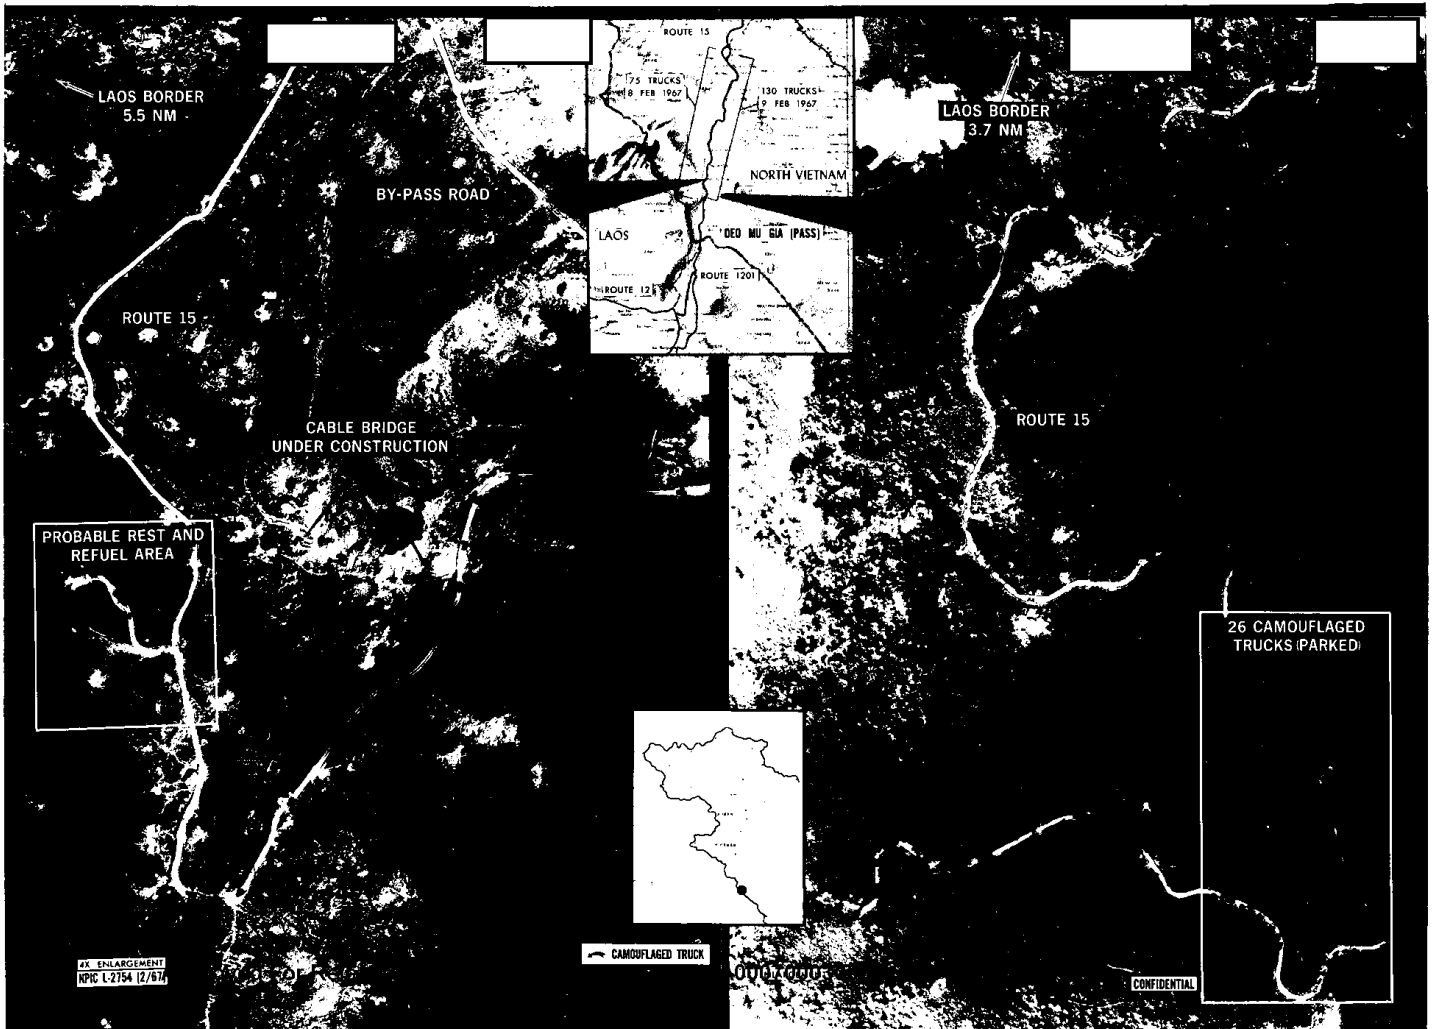 LAOS BORDER
5.5 NM
BY-PASS ROAD
ROUTE 15
CABLE BRIDGE
UNDER CONSTRUCTION
PROBABLE REST AND
REFUEL AREA
4X ENLARGEMENT
NPIC L-2754 (2/67)
ROUTE 15
75 TRUCKS
8 FEB 1967
130 TRUCKS
9 FEB 1967
NORTH VIETNAM
LAOS
DEO MU GIA (PASS)
ROUTE 1201
ROUTE 12
CAMOUFLAGED TRUCK
LAOS BORDER
3.7 NM
ROUTE 15
26 CAMOUFLAGED
TRUCKS (PARKED)
CONFIDENTIAL